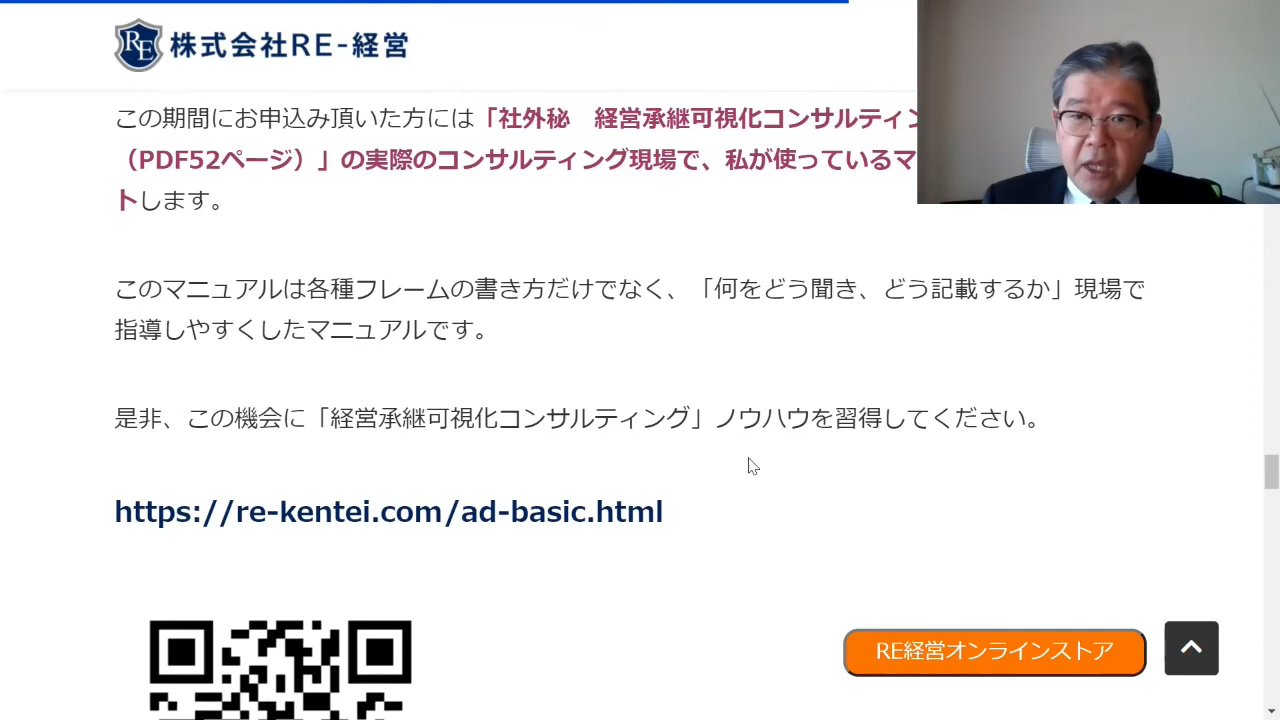 RE 株式会社RE-経営
この期間にお申込み頂いた方には「社外秘　経営承継可視化コンサルティン
（PDF52ページ）」の実際のコンサルティング現場で、私が使っているマ
トします。
このマニュアルは各種フレームの書き方だけでなく、「何をどう聞き、どう記載するか」現場で
指導しやすくしたマニュアルです。
是非、この機会に「経営承継可視化コンサルティング」ノウハウを習得してください。
https://re-kentei.com/ad-basic.html
RE経営オンラインストア